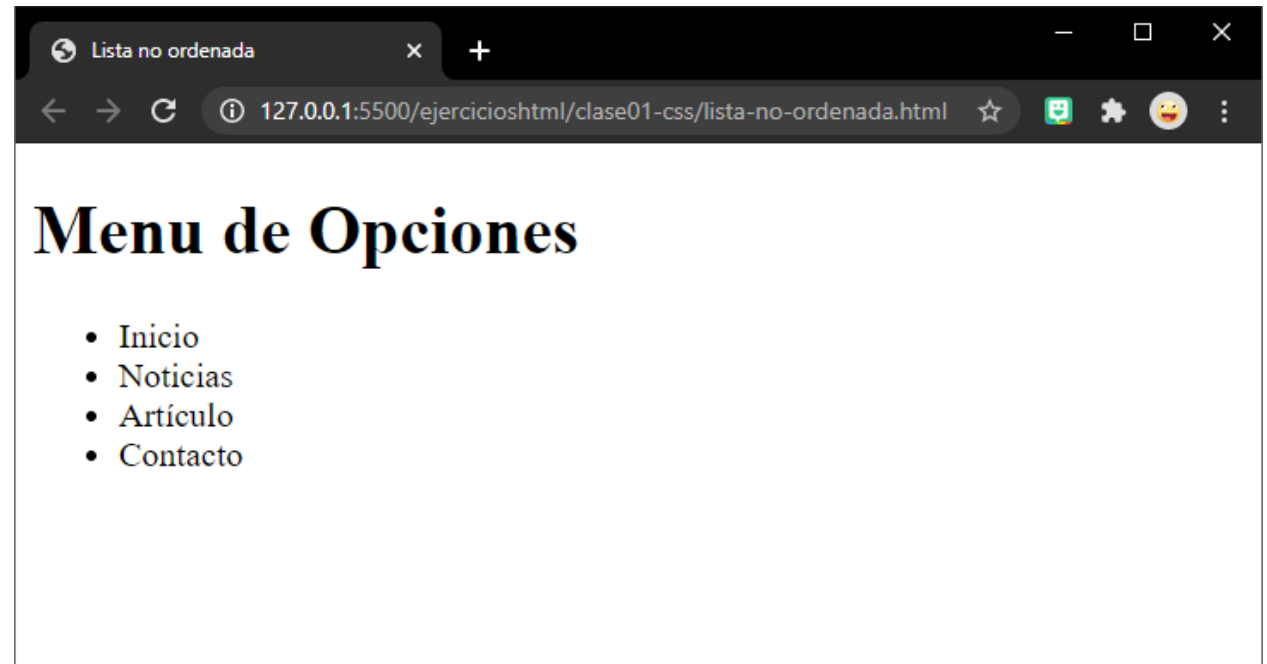 Lista no ordenada
127.0.0.1:5500/ejercicioshtml/clase01-css/lista-no-ordenada.html
Menu de Opciones
Inicio
Noticias
Artículo
Contacto